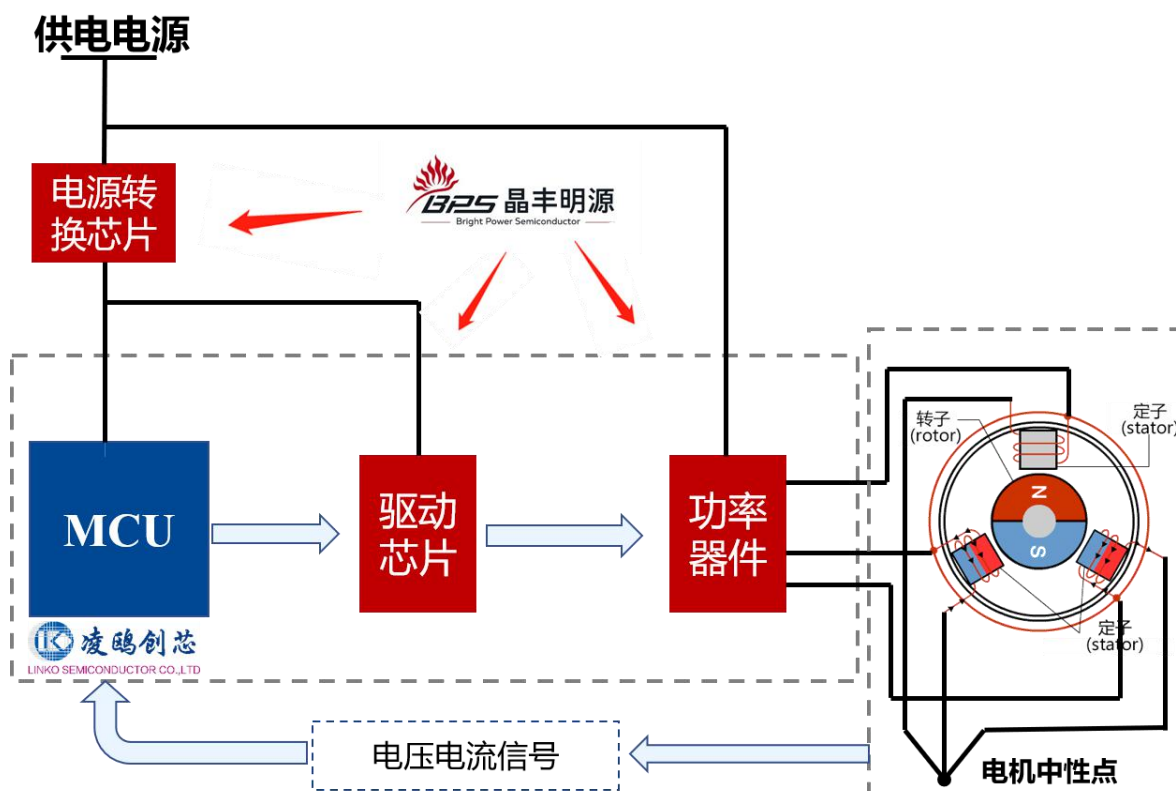 供电电源
电源转
换芯片
BPS 晶丰明源
Bright Power Semiconductor
MCU
驱动
芯片
功率
器件
转子
(rotor)
定子
(stator)
N
S
定子
(stator)
LK 凌鸥创芯
LINKO SEMICONDUCTOR CO.,LTD
电压电流信号
电机中性点